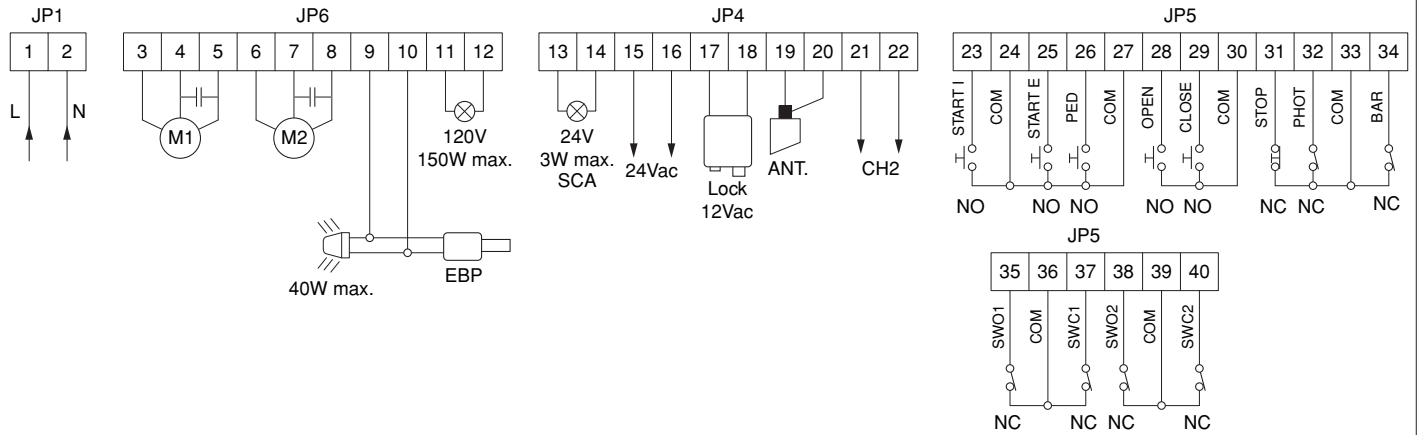 JP1 JP6 JP4 JP5
1 2 3 4 5 6 7 8 9 10 11 12 13 14 15 16 17 18 19 20 21 22 23 24 25 26 27 28 29 30 31 32 33 34
START I COM START E PED COM OPEN CLOSE COM STOP PHOT COM BAR
L N
M1 M2
120V
150W max.
24V
3W max.
SCA
24Vac
Lock
12Vac
ANT.
CH2
NO NO NO NO NO NC NC NC
40W max.
EBP
JP5
35 36 37 38 39 40
SWO1 COM SWC1 SWO2 COM SWC2
NC NC NC NC